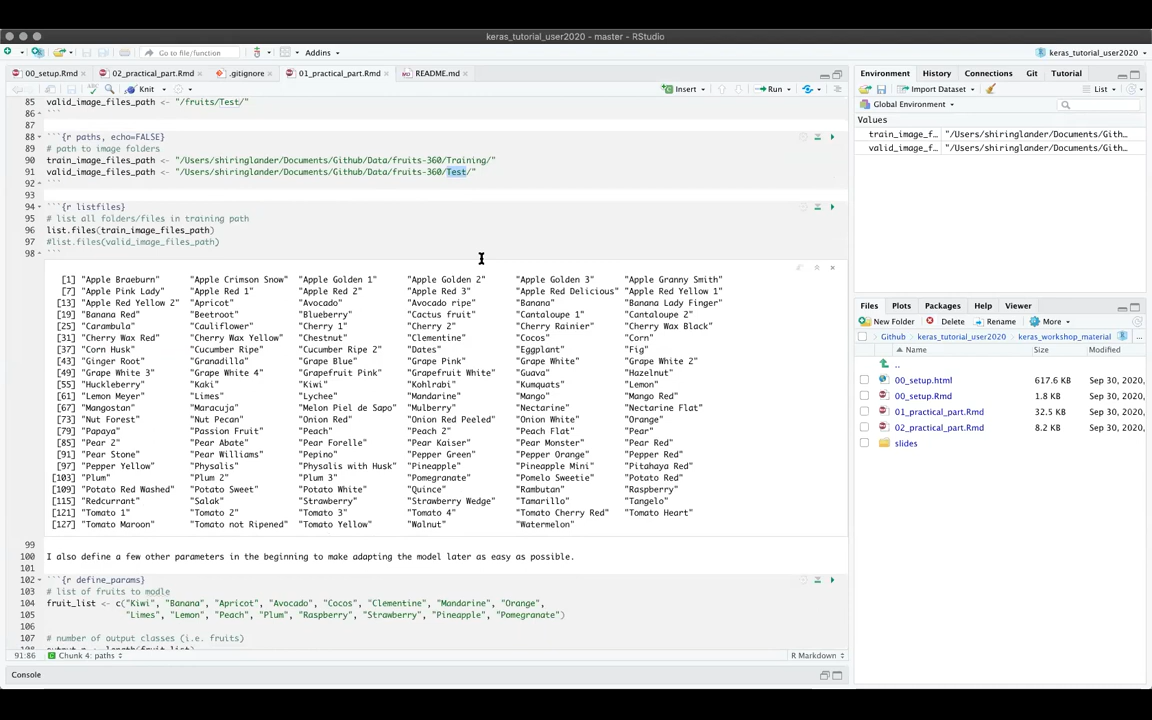 keras_tutorial_user2020 - master - RStudio
Go to file/function
Addins
keras_tutorial_user2020
00_setup.Rmd
02_practical_part.Rmd
.gitignore
01_practical_part.Rmd
README.md
Knit
Insert
Run
85 valid_image_files_path <- "/fruits/Test/"
86 ```
87
88 ```{r paths, echo=FALSE}
89 # path to image folders
90 train_image_files_path <- "/Users/shiringlander/Documents/Github/Data/fruits-360/Training/"
91 valid_image_files_path <- "/Users/shiringlander/Documents/Github/Data/fruits-360/Test/"
92 ```
93
94 ```{r listfiles}
95 # list all folders/files in training path
96 list.files(train_image_files_path)
97 #list.files(valid_image_files_path)
98 ```
[1] "Apple Braeburn" "Apple Crimson Snow" "Apple Golden 1" "Apple Golden 2" "Apple Golden 3" "Apple Granny Smith"
[7] "Apple Pink Lady" "Apple Red 1" "Apple Red 2" "Apple Red 3" "Apple Red Delicious" "Apple Red Yellow 1"
[13] "Apple Red Yellow 2" "Apricot" "Avocado" "Avocado ripe" "Banana" "Banana Lady Finger"
[19] "Banana Red" "Beetroot" "Blueberry" "Cactus fruit" "Cantaloupe 1" "Cantaloupe 2"
[25] "Carambula" "Cauliflower" "Cherry 1" "Cherry 2" "Cherry Rainier" "Cherry Wax Black"
[31] "Cherry Wax Red" "Cherry Wax Yellow" "Chestnut" "Clementine" "Cocos" "Corn"
[37] "Corn Husk" "Cucumber Ripe" "Cucumber Ripe 2" "Dates" "Eggplant" "Fig"
[43] "Ginger Root" "Granadilla" "Grape Blue" "Grape Pink" "Grape White" "Grape White 2"
[49] "Grape White 3" "Grape White 4" "Grapefruit Pink" "Grapefruit White" "Guava" "Hazelnut"
[55] "Huckleberry" "Kaki" "Kiwi" "Kohlrabi" "Kumquats" "Lemon"
[61] "Lemon Meyer" "Limes" "Lychee" "Mandarine" "Mango" "Mango Red"
[67] "Mangostan" "Maracuja" "Melon Piel de Sapo" "Mulberry" "Nectarine" "Nectarine Flat"
[73] "Nut Forest" "Nut Pecan" "Onion Red" "Onion Red Peeled" "Onion White" "Orange"
[79] "Papaya" "Passion Fruit" "Peach" "Peach 2" "Peach Flat" "Pear"
[85] "Pear 2" "Pear Abate" "Pear Forelle" "Pear Kaiser" "Pear Monster" "Pear Red"
[91] "Pear Stone" "Pear Williams" "Pepino" "Pepper Green" "Pepper Orange" "Pepper Red"
[97] "Pepper Yellow" "Physalis" "Physalis with Husk" "Pineapple" "Pineapple Mini" "Pitahaya Red"
[103] "Plum" "Plum 2" "Plum 3" "Pomegranate" "Pomelo Sweetie" "Potato Red"
[109] "Potato Red Washed" "Potato Sweet" "Potato White" "Quince" "Rambutan" "Raspberry"
[115] "Redcurrant" "Salak" "Strawberry" "Strawberry Wedge" "Tamarillo" "Tangelo"
[121] "Tomato 1" "Tomato 2" "Tomato 3" "Tomato 4" "Tomato Cherry Red" "Tomato Heart"
[127] "Tomato Maroon" "Tomato not Ripened" "Tomato Yellow" "Walnut" "Watermelon"
99
100 I also define a few other parameters in the beginning to make adapting the model later as easy as possible.
101
102 ```{r define_params}
103 # list of fruits to modle
104 fruit_list <- c("Kiwi", "Banana", "Apricot", "Avocado", "Cocos", "Clementine", "Mandarine", "Orange",
105 "Limes", "Lemon", "Peach", "Plum", "Raspberry", "Strawberry", "Pineapple", "Pomegranate")
106
107 # number of output classes (i.e. fruits)
91:86 Chunk 4: paths R Markdown
Console
Environment History Connections Git Tutorial
Import Dataset List
Global Environment
Values
train_image_f… "/Users/shiringlander/Documents/Gith…
valid_image_f… "/Users/shiringlander/Documents/Gith…
Files Plots Packages Help Viewer
New Folder Delete Rename More
Github keras_tutorial_user2020 keras_workshop_material ...
Name Size Modified
..
00_setup.html 617.6 KB Sep 30, 2020,
00_setup.Rmd 1.8 KB Sep 30, 2020,
01_practical_part.Rmd 32.5 KB Sep 30, 2020,
02_practical_part.Rmd 8.2 KB Sep 30, 2020,
slides